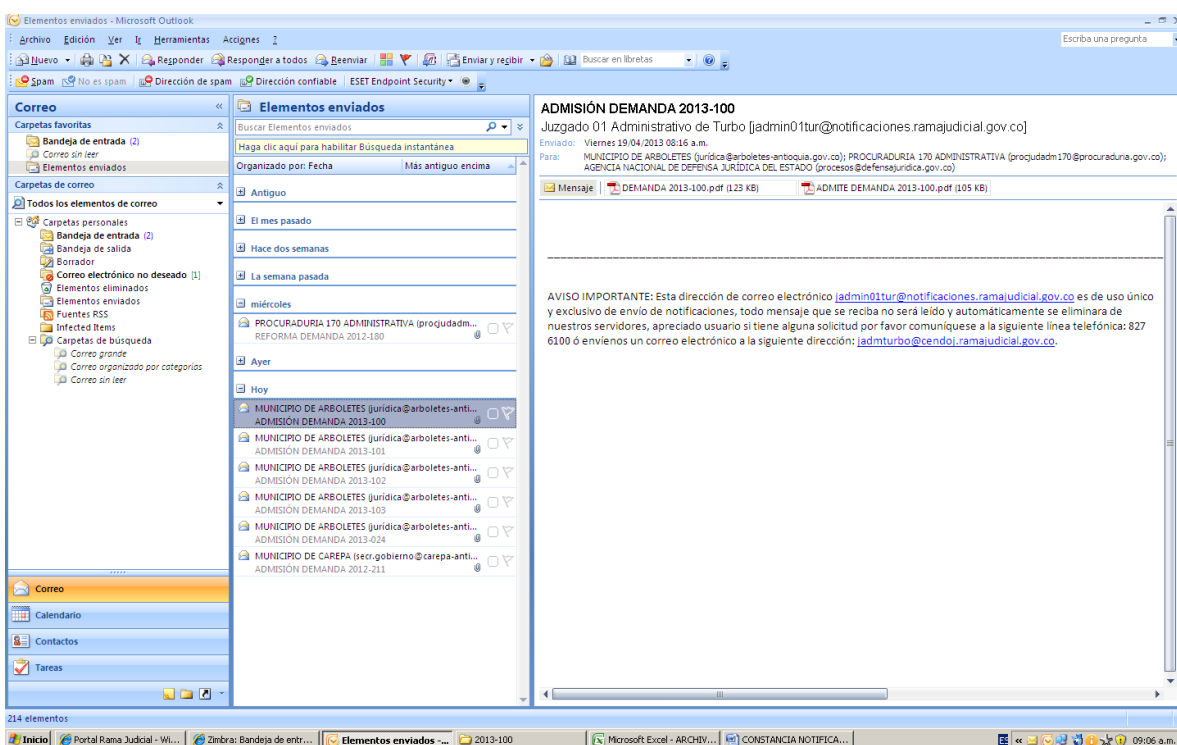 Elementos enviados - Microsoft Outlook
Archivo Edición Ver Ir Herramientas Acciones ?
Escriba una pregunta
Nuevo Responder Responder a todos Reenviar Enviar y recibir Buscar en libretas
Spam No es spam Dirección de spam Dirección confiable ESET Endpoint Security
Correo
Carpetas favoritas
Bandeja de entrada (2)
Correo sin leer
Elementos enviados
Carpetas de correo
Todos los elementos de correo
Carpetas personales
Bandeja de entrada (2)
Bandeja de salida
Borrador
Correo electrónico no deseado [1]
Elementos eliminados
Elementos enviados
Fuentes RSS
Infected Items
Carpetas de búsqueda
Correo grande
Correo organizado por categorías
Correo sin leer
Correo
Calendario
Contactos
Tareas
Elementos enviados
Buscar Elementos enviados
Haga clic aquí para habilitar Búsqueda instantánea
Organizado por: Fecha Más antiguo encima
Antiguo
El mes pasado
Hace dos semanas
La semana pasada
miércoles
PROCURADURIA 170 ADMINISTRATIVA (procjudadm...
REFORMA DEMANDA 2012-180
Ayer
Hoy
MUNICIPIO DE ARBOLETES (jurídica@arboletes-anti...
ADMISIÓN DEMANDA 2013-100
MUNICIPIO DE ARBOLETES (jurídica@arboletes-anti...
ADMISIÓN DEMANDA 2013-101
MUNICIPIO DE ARBOLETES (jurídica@arboletes-anti...
ADMISIÓN DEMANDA 2013-102
MUNICIPIO DE ARBOLETES (jurídica@arboletes-anti...
ADMISIÓN DEMANDA 2013-103
MUNICIPIO DE ARBOLETES (jurídica@arboletes-anti...
ADMISIÓN DEMANDA 2013-024
MUNICIPIO DE CAREPA (secr.gobierno@carepa-anti...
ADMISIÓN DEMANDA 2012-211
ADMISIÓN DEMANDA 2013-100
Juzgado 01 Administrativo de Turbo [jadmin01tur@notificaciones.ramajudicial.gov.co]
Enviado: Viernes 19/04/2013 08:16 a.m.
Para: MUNICIPIO DE ARBOLETES (jurídica@arboletes-antioquia.gov.co); PROCURADURIA 170 ADMINISTRATIVA (procjudadm170@procuraduria.gov.co);
AGENCIA NACIONAL DE DEFENSA JURÍDICA DEL ESTADO (procesos@defensajuridica.gov.co)
Mensaje DEMANDA 2013-100.pdf (123 KB) ADMITE DEMANDA 2013-100.pdf (105 KB)
AVISO IMPORTANTE: Esta dirección de correo electrónico jadmin01tur@notificaciones.ramajudicial.gov.co es de uso único
y exclusivo de envío de notificaciones, todo mensaje que se reciba no será leído y automáticamente se eliminara de
nuestros servidores, apreciado usuario si tiene alguna solicitud por favor comuníquese a la siguiente línea telefónica: 827
6100 ó envíenos un correo electrónico a la siguiente dirección: jadmturbo@cendoj.ramajudicial.gov.co.
214 elementos
Inicio Portal Rama Judicial - Wi... Zimbra: Bandeja de entr... Elementos enviados -... 2013-100 Microsoft Excel - ARCHIV... CONSTANCIA NOTIFICA... ES 09:06 a.m.